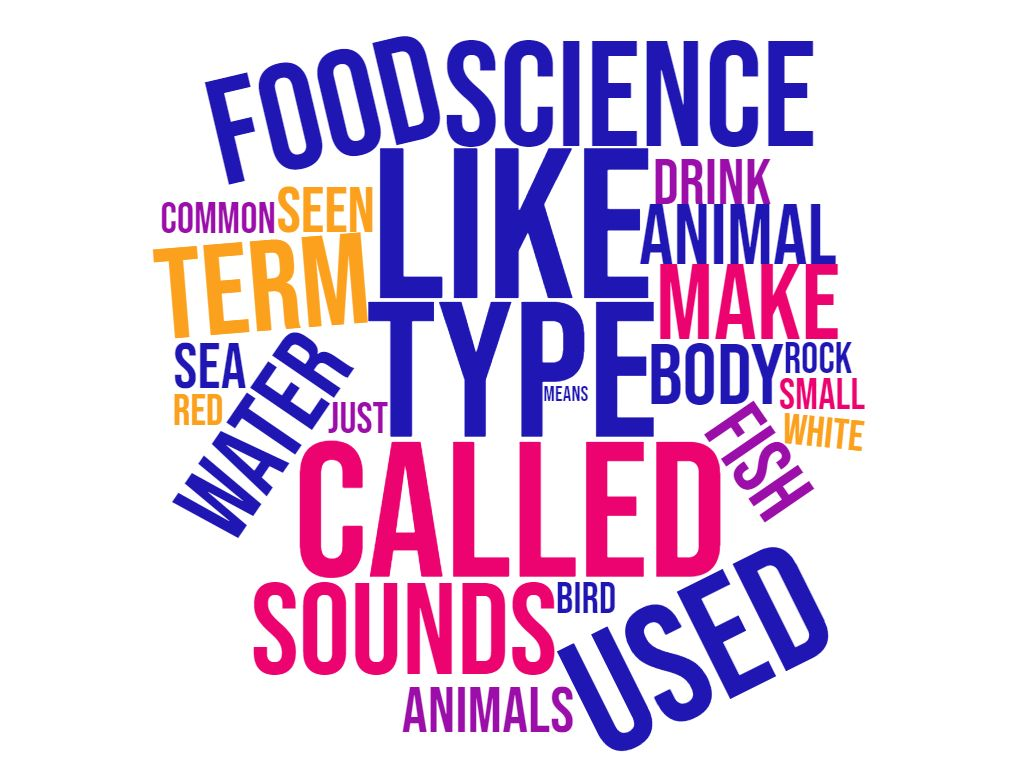 FOOD
SCIENCE
LIKE
DRINK
COMMON
SEEN
ANIMAL
TERM
MAKE
TYPE
SEA
BODY
ROCK
WATER
MEANS
SMALL
RED
JUST
WHITE
FISH
CALLED
SOUNDS
BIRD
USED
ANIMALS